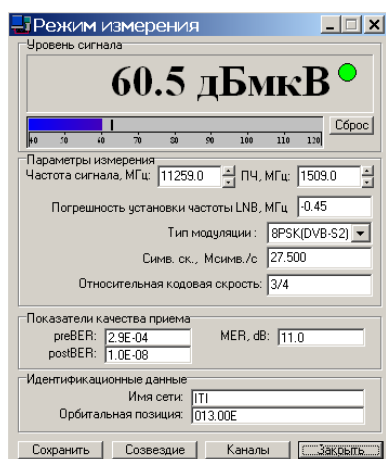 Режим измерения
Уровень сигнала
60.5 дБмкВ
40 50 60 70 80 90 100 110 120
Сброс
Параметры измерения
Частота сигнала, МГц: 11259.0 ПЧ, МГц: 1509.0
Погрешность установки частоты LNB, МГц -0.45
Тип модуляции: 8PSK(DVB-S2)
Симв. ск., Мсимв./с 27.500
Относительная кодовая скрость: 3/4
Показатели качества приема
preBER: 2.9E-04 MER, dB: 11.0
postBER: 1.0E-08
Идентификационные данные
Имя сети: ITI
Орбитальная позиция: 013.00E
Сохранить Созвездие Каналы Закрыть